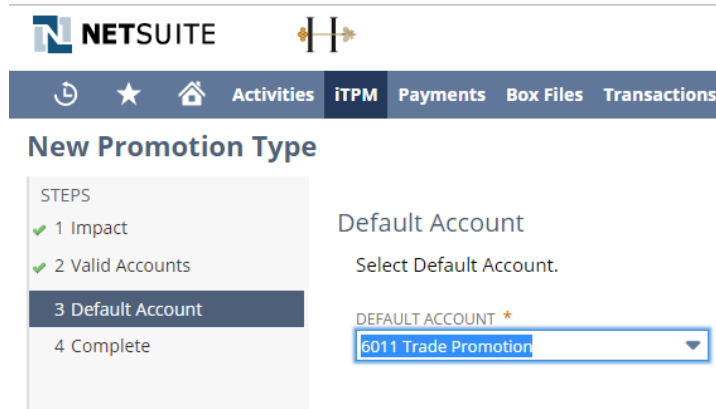 NETSUITE
Activities iTPM Payments Box Files Transactions
New Promotion Type
STEPS
1 Impact
2 Valid Accounts
3 Default Account
4 Complete
Default Account
Select Default Account.
DEFAULT ACCOUNT *
6011 Trade Promotion